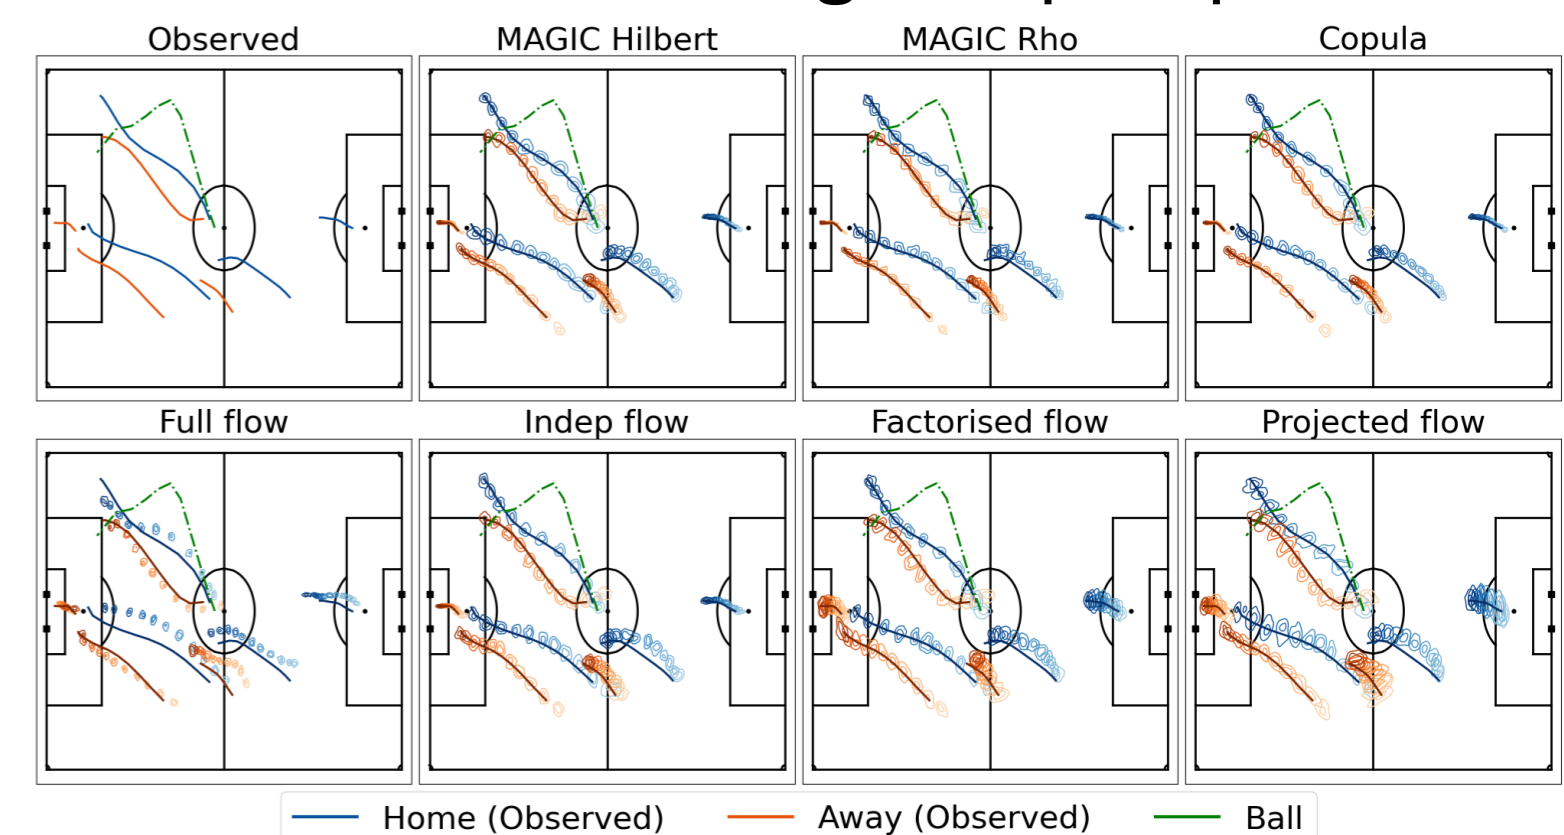 Observed
MAGIC Hilbert
MAGIC Rho
Copula
Full flow
Indep flow
Factorised flow
Projected flow
Home (Observed)
Away (Observed)
Ball